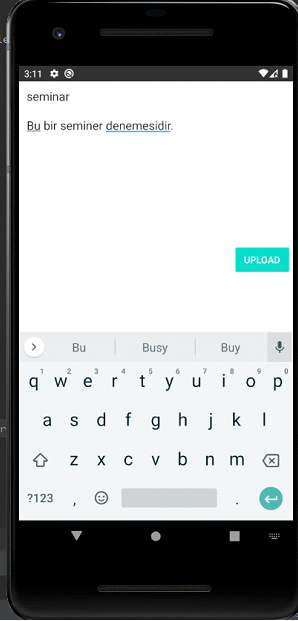 3:11
seminar
Bu bir seminer denemesidir.
UPLOAD
Bu Busy Buy
1 2 3 4 5 6 7 8 9 0
q w e r t y u i o p
a s d f g h j k l
z x c v b n m
?123 , .